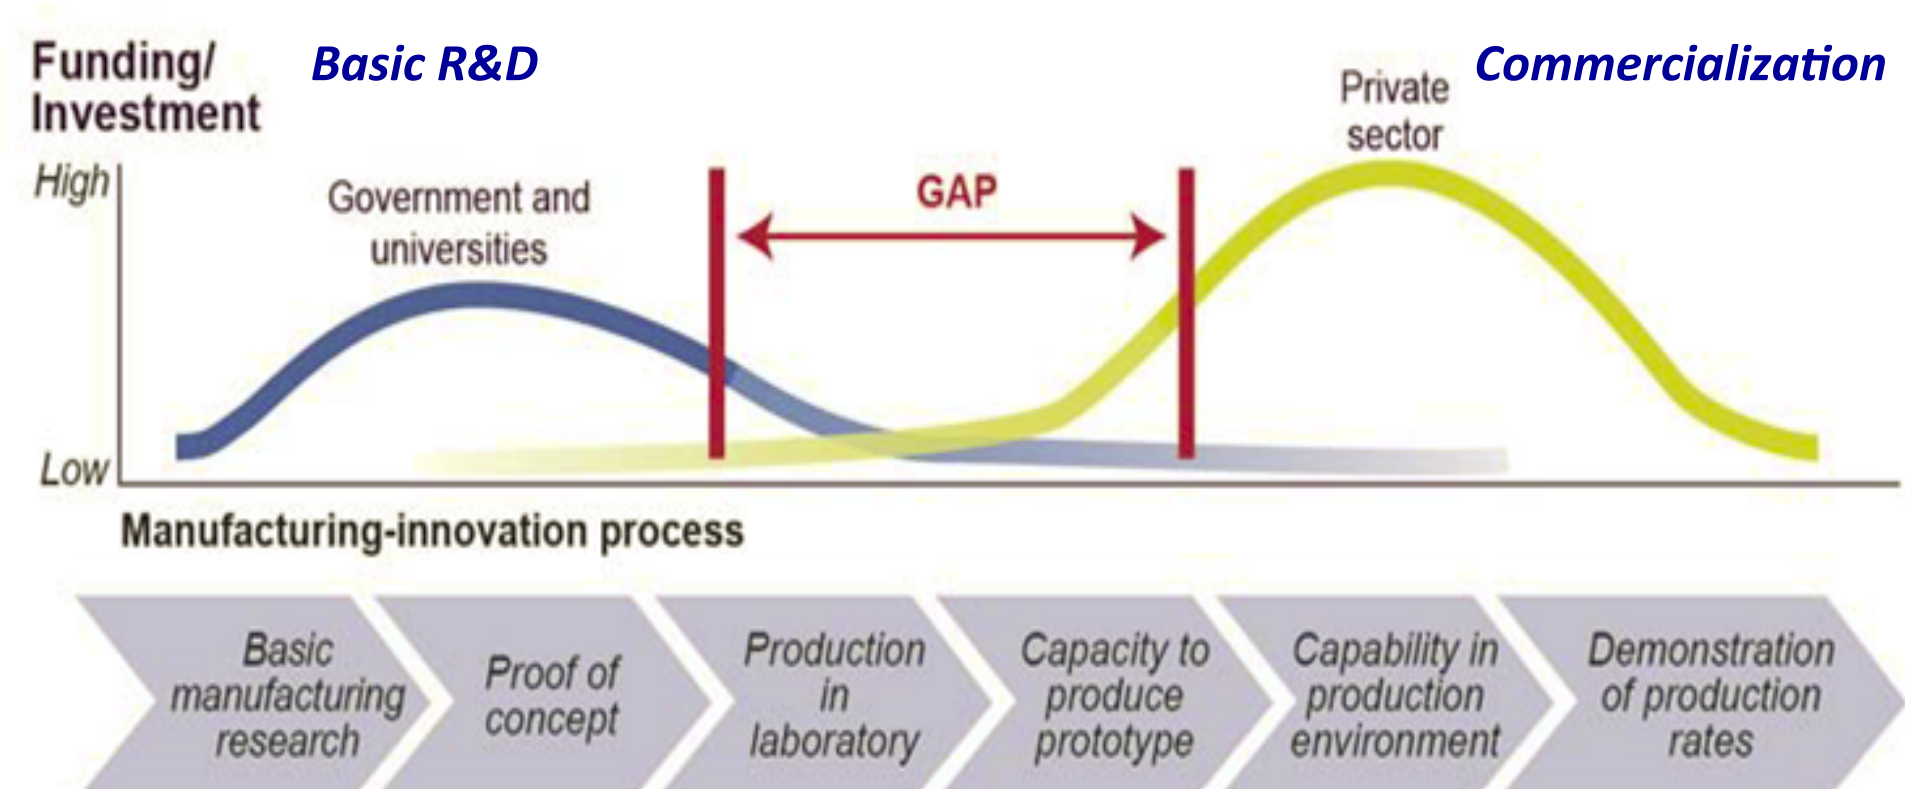 Funding/
Investment
Basic R&D
Commercialization
Private
sector
High
Government and
universities
GAP
Low
Manufacturing-innovation process
Basic
manufacturing
research
Proof of
concept
Production
in
laboratory
Capacity to
produce
prototype
Capability in
production
environment
Demonstration
of production
rates